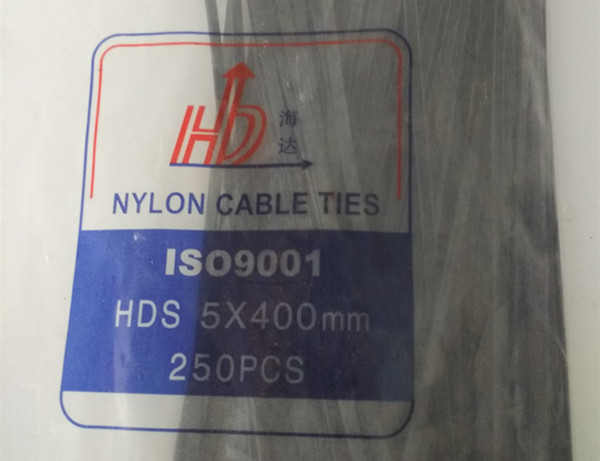 HD 海达
NYLON CABLE TIES
ISO9001
HDS 5X400mm
250PCS